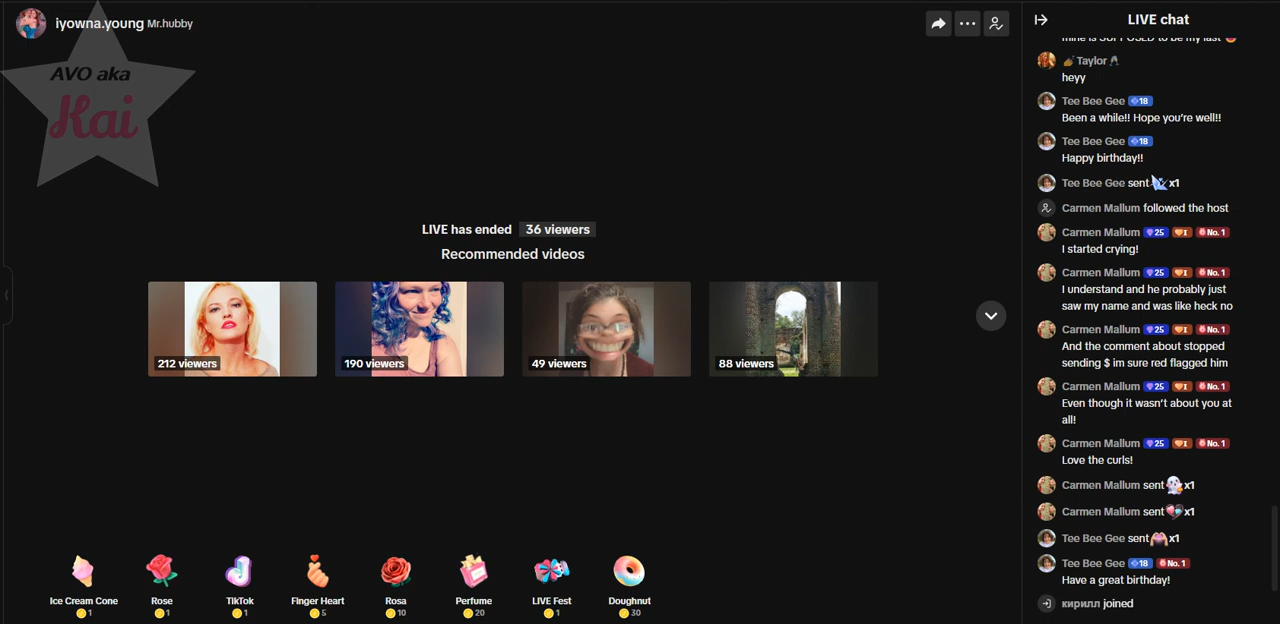 iyowna.young Mr.hubby
AVO aka
Kai
LIVE has ended 36 viewers
Recommended videos
212 viewers
190 viewers
49 viewers
88 viewers
Ice Cream Cone
1
Rose
1
TikTok
1
Finger Heart
5
Rosa
10
Perfume
20
LIVE Fest
1
Doughnut
30
LIVE chat
mine is SUPPOSED to be my last
Taylor
heyy
Tee Bee Gee 18
Been a while!! Hope you're well!!
Tee Bee Gee 18
Happy birthday!!
Tee Bee Gee sent x1
Carmen Mallum followed the host
Carmen Mallum 25 I No. 1
I started crying!
Carmen Mallum 25 I No. 1
I understand and he probably just
saw my name and was like heck no
Carmen Mallum 25 I No. 1
And the comment about stopped
sending $ im sure red flagged him
Carmen Mallum 25 I No. 1
Even though it wasn't about you at
all!
Carmen Mallum 25 I No. 1
Love the curls!
Carmen Mallum sent x1
Carmen Mallum sent x1
Tee Bee Gee sent x1
Tee Bee Gee 18 No. 1
Have a great birthday!
кирилл joined